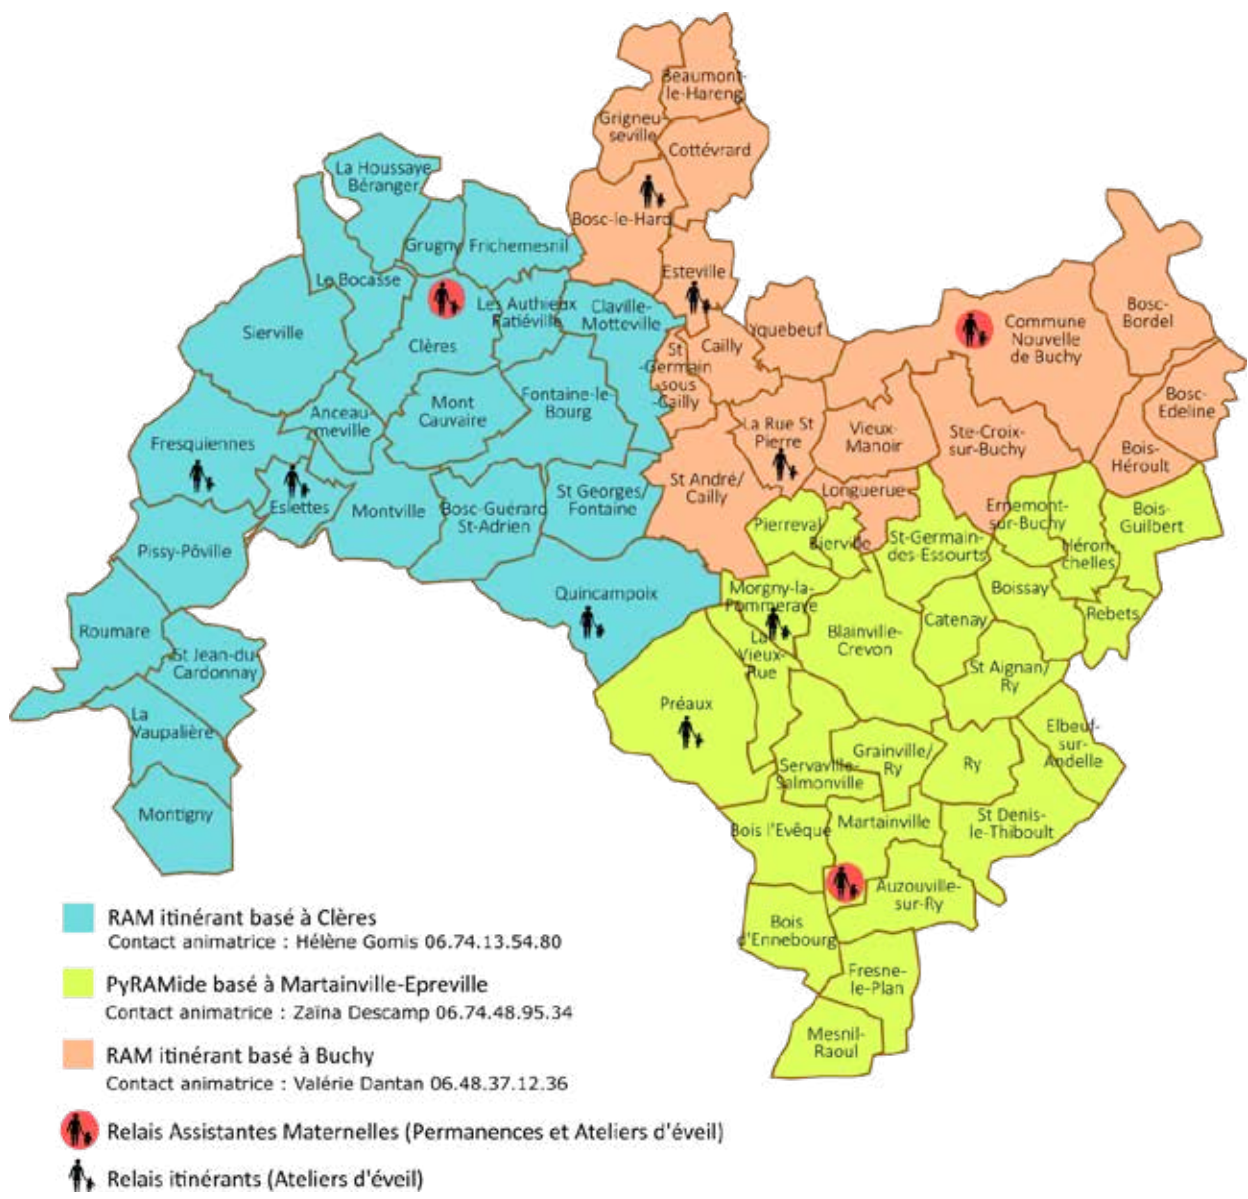 Beaumont
-le-Hareng
Grigneu-
seville
Cottévrard
La Houssaye
Béranger
Bosc-le-Hard
Grugny
Frichemesnil
Le Bocasse
Esteville
Les Authieux
Ratiéville
Claville-
Motteville
Yquebeuf
Commune
Nouvelle
de Buchy
Bosc-
Bordel
Sierville
Clères
St
-Germain
-sous
-Cailly
Cailly
Mont
Cauvaire
Fontaine-le-
Bourg
Anceau-
meville
Bosc-
Edeline
Fresquiennes
La Rue St
Pierre
Vieux-
Manoir
Ste-Croix
-sur-Buchy
Bois-
Héroult
Eslettes
Montville
Bosc-Guérard
St-Adrien
St Georges/
Fontaine
St André/
Cailly
Longuerue
Ernemont
-sur-Buchy
Bois-
Guilbert
Pierreval
Bierville
St-Germain-
des-Essourts
Héron-
chelles
Pissy-Pôville
Quincampoix
Morgny-la-
Pommeraye
Boissay
Rebets
Catenay
Roumare
St Jean-du-
Cardonnay
La
Vieux-
Rue
Blainville-
Crevon
St Aignan/
Ry
La
Vaupalière
Préaux
Elbeuf-
sur-
Andelle
Servaville-
Salmonville
Grainville/
Ry
Ry
Montigny
Bois l'Evêque
Martainville
St Denis-
le-Thiboult
Auzouville-
sur-Ry
Bois
d'Ennebourg
Fresne-
le-Plan
Mesnil-
Raoul
RAM itinérant basé à Clères
Contact animatrice : Hélène Gomis 06.74.13.54.80
PyRAMide basé à Martainville-Epreville
Contact animatrice : Zaïna Descamp 06.74.48.95.34
RAM itinérant basé à Buchy
Contact animatrice : Valérie Dantan 06.48.37.12.36
Relais Assistantes Maternelles (Permanences et Ateliers d'éveil)
Relais itinérants (Ateliers d'éveil)